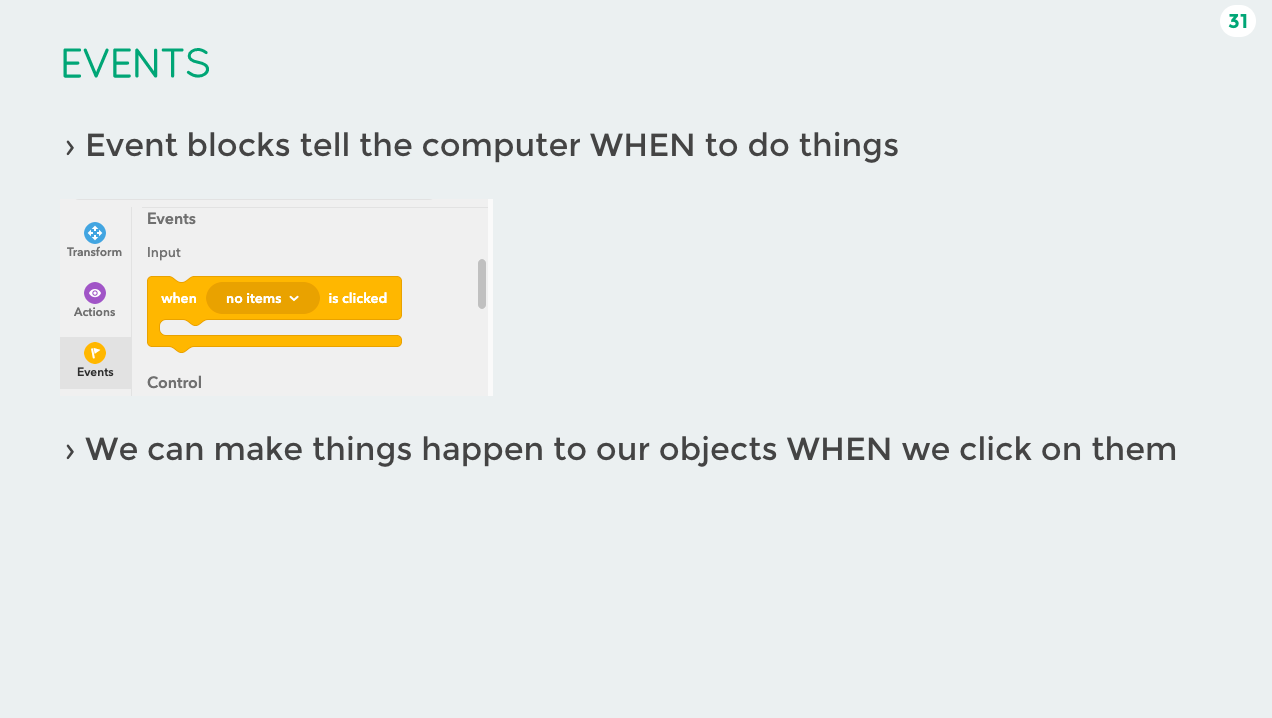 31
EVENTS
› Event blocks tell the computer WHEN to do things
Transform
Actions
Events
Events
Input
when no items is clicked
Control
› We can make things happen to our objects WHEN we click on them